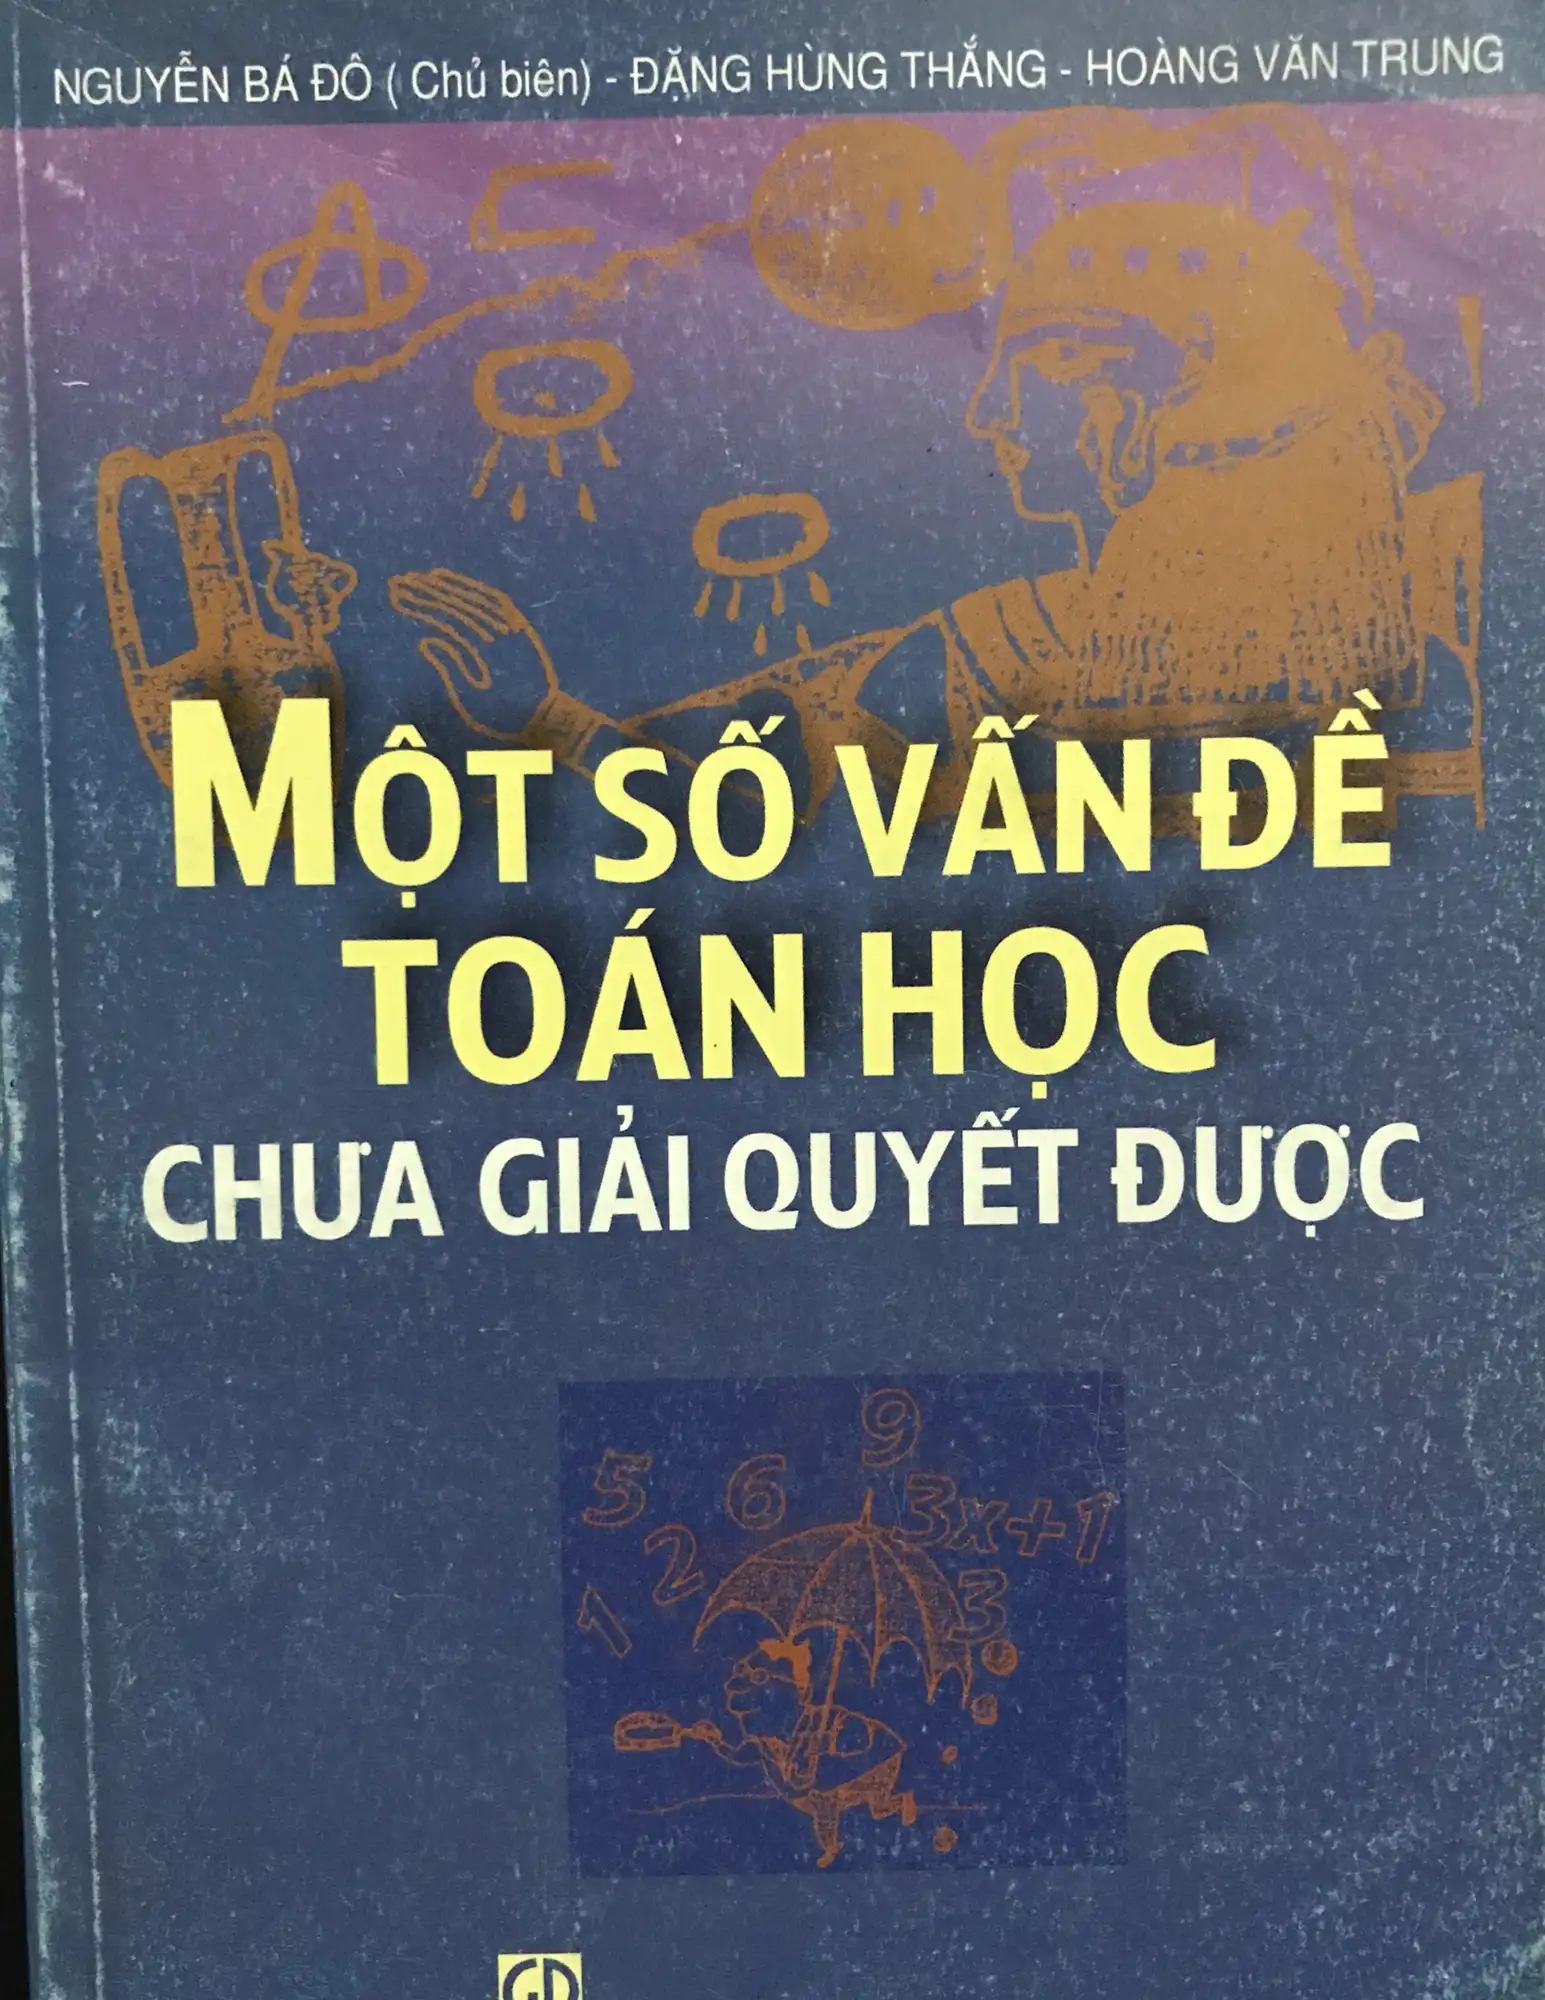 NGUYỄN BÁ ĐÔ ( Chủ biên) - ĐẶNG HÙNG THẮNG - HOÀNG VĂN TRUNG
MỘT SỐ VẤN ĐỀ
TOÁN HỌC
CHƯA GIẢI QUYẾT ĐƯỢC
9
5 6 3x+1
2
1 3